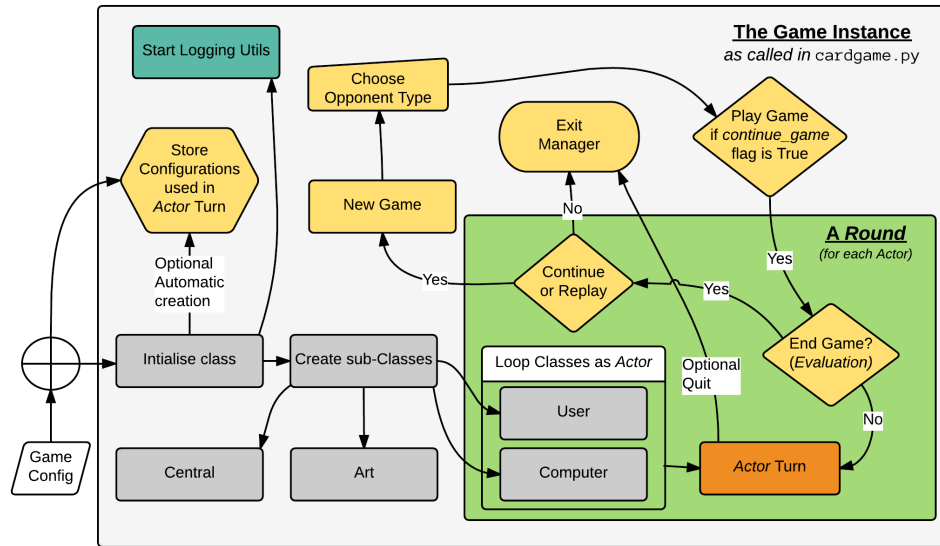 The Game Instance
as called in cardgame.py
Start Logging Utils
Choose
Opponent Type
Play Game
if continue_game
flag is True
Exit
Manager
Store
Configurations
used in
Actor Turn
New Game
No
A Round
(for each Actor)
Continue
or Replay
Yes
Yes
Yes
Optional
Automatic
creation
End Game?
(Evaluation)
Intialise class
Create sub-Classes
Loop Classes as Actor
Optional
Quit
User
No
Game
Config
Central
Art
Computer
Actor Turn